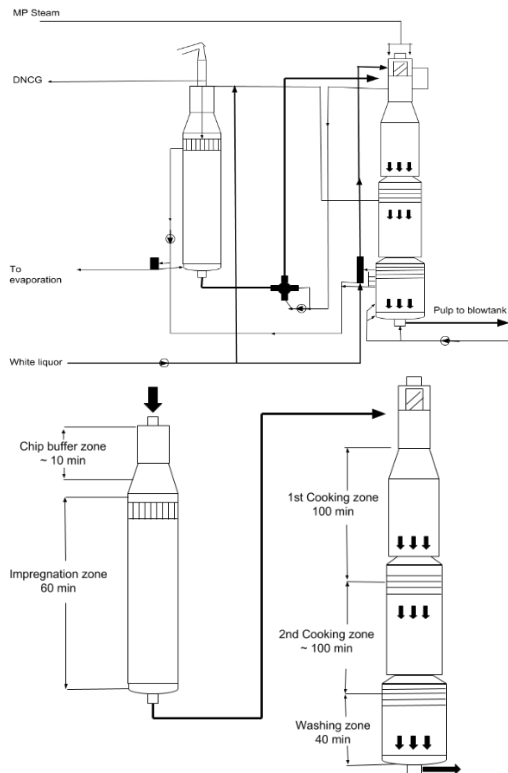 MP Steam
DNCG
To
evaporation
Pulp to blowtank
White liquor
Chip buffer zone
~ 10 min
1st Cooking zone
100 min
Impregnation zone
60 min
2nd Cooking zone
~ 100 min
Washing zone
40 min